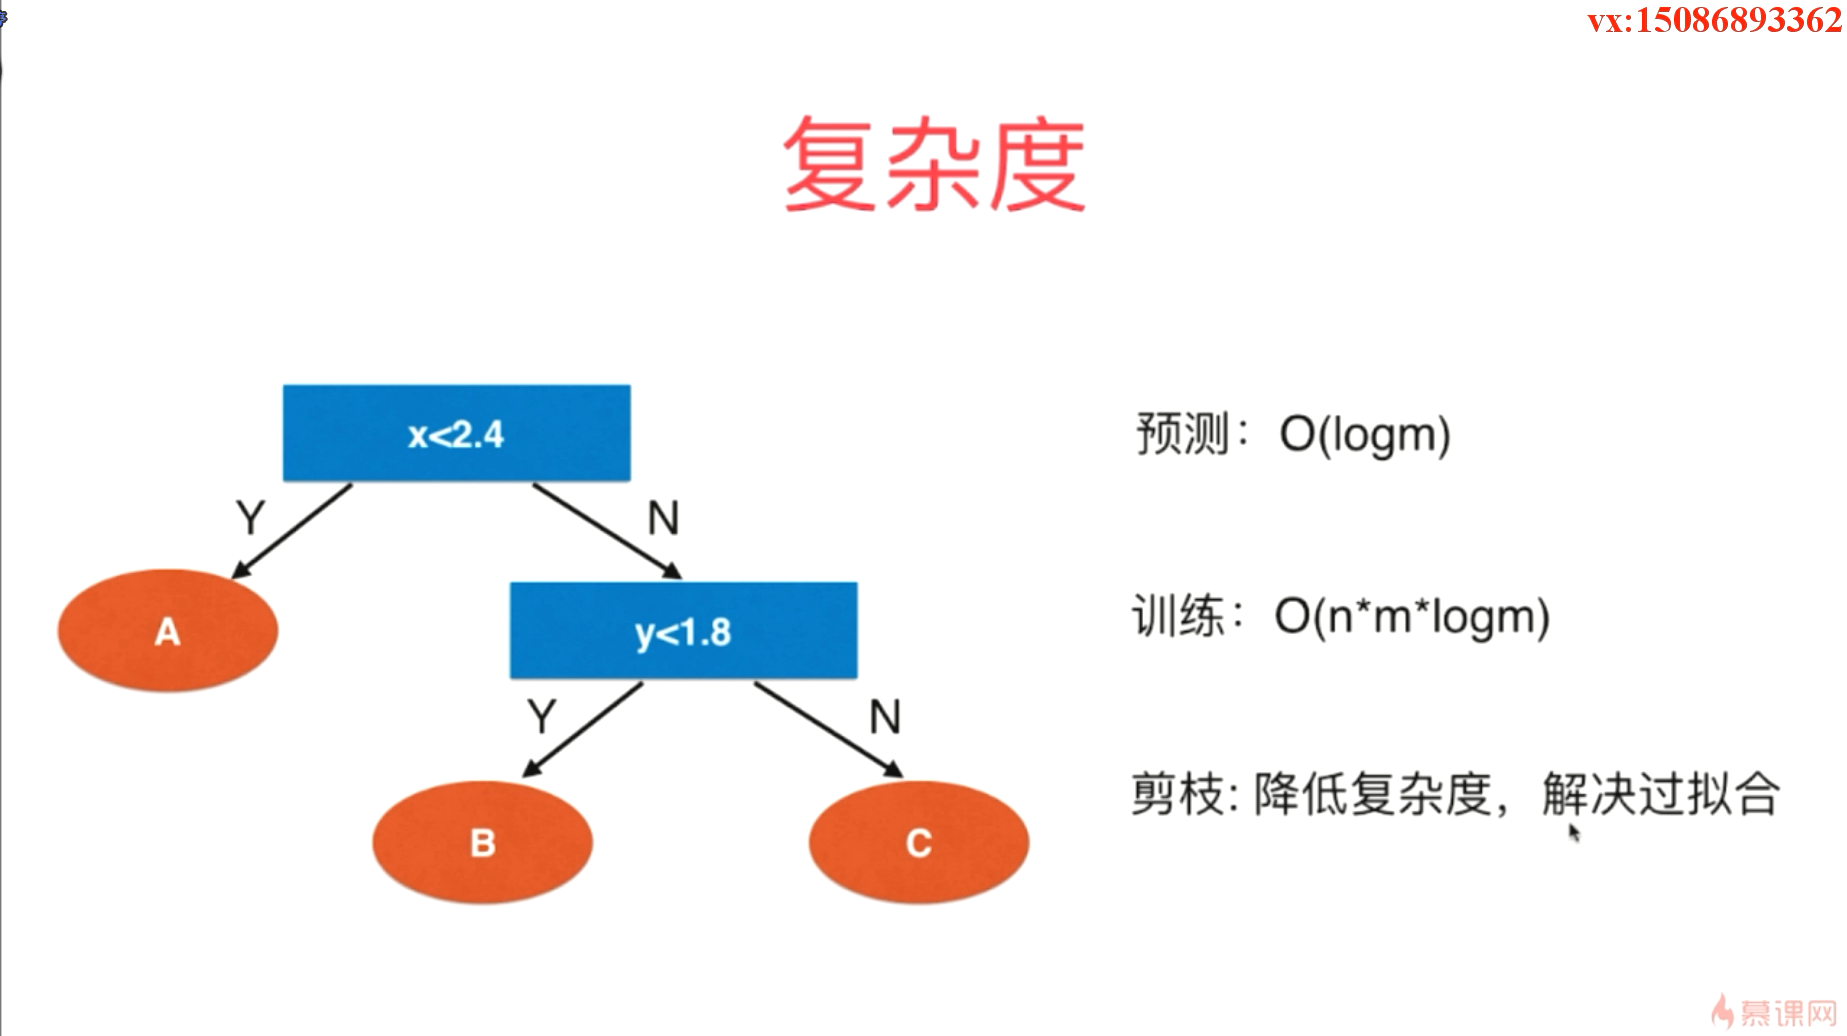 vx:15086893362
复杂度
x<2.4
预测：O(logm)
Y
N
A
y<1.8
训练：O(n*m*logm)
Y
N
剪枝: 降低复杂度，解决过拟合
B
C
慕课网